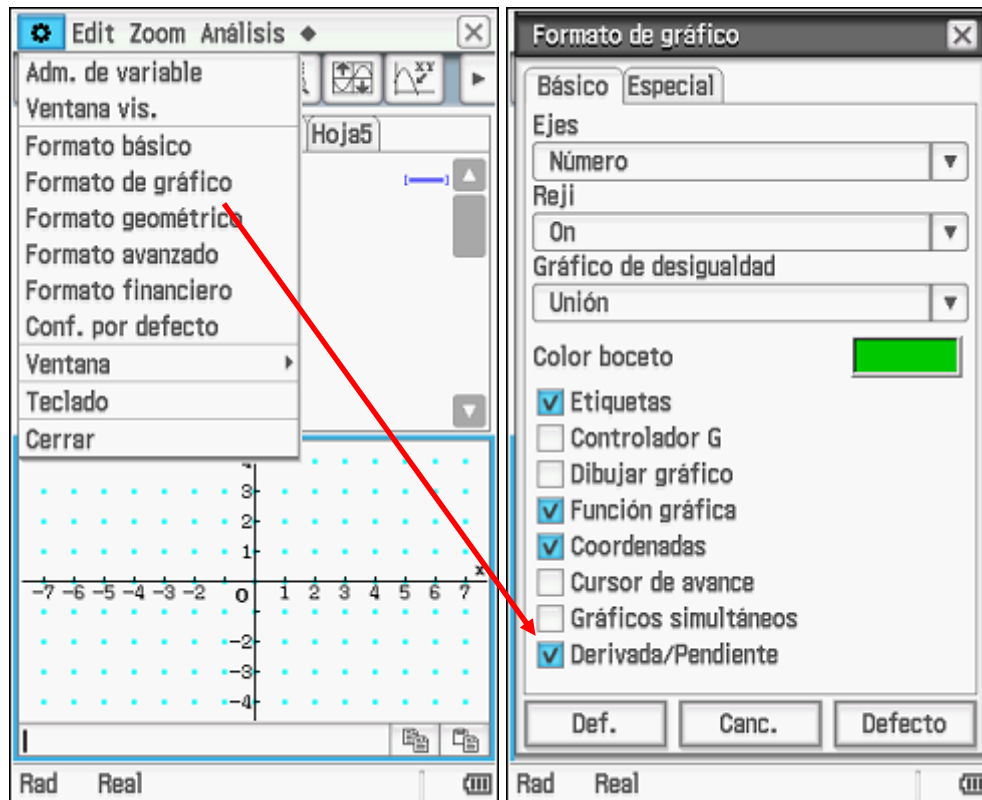 Edit Zoom Análisis
Adm. de variable
Ventana vis.
Formato básico
Formato de gráfico
Formato geométrico
Formato avanzado
Formato financiero
Conf. por defecto
Ventana
Teclado
Cerrar
XY
Hoja5
3
2
1
x
-7 -6 -5 -4 -3 -2 0 1 2 3 4 5 6 7
-2
-3
-4
Rad Real
Formato de gráfico
Básico Especial
Ejes
Número
Reji
On
Gráfico de desigualdad
Unión
Color boceto
Etiquetas
Controlador G
Dibujar gráfico
Función gráfica
Coordenadas
Cursor de avance
Gráficos simultáneos
Derivada/Pendiente
Def. Canc. Defecto
Rad Real